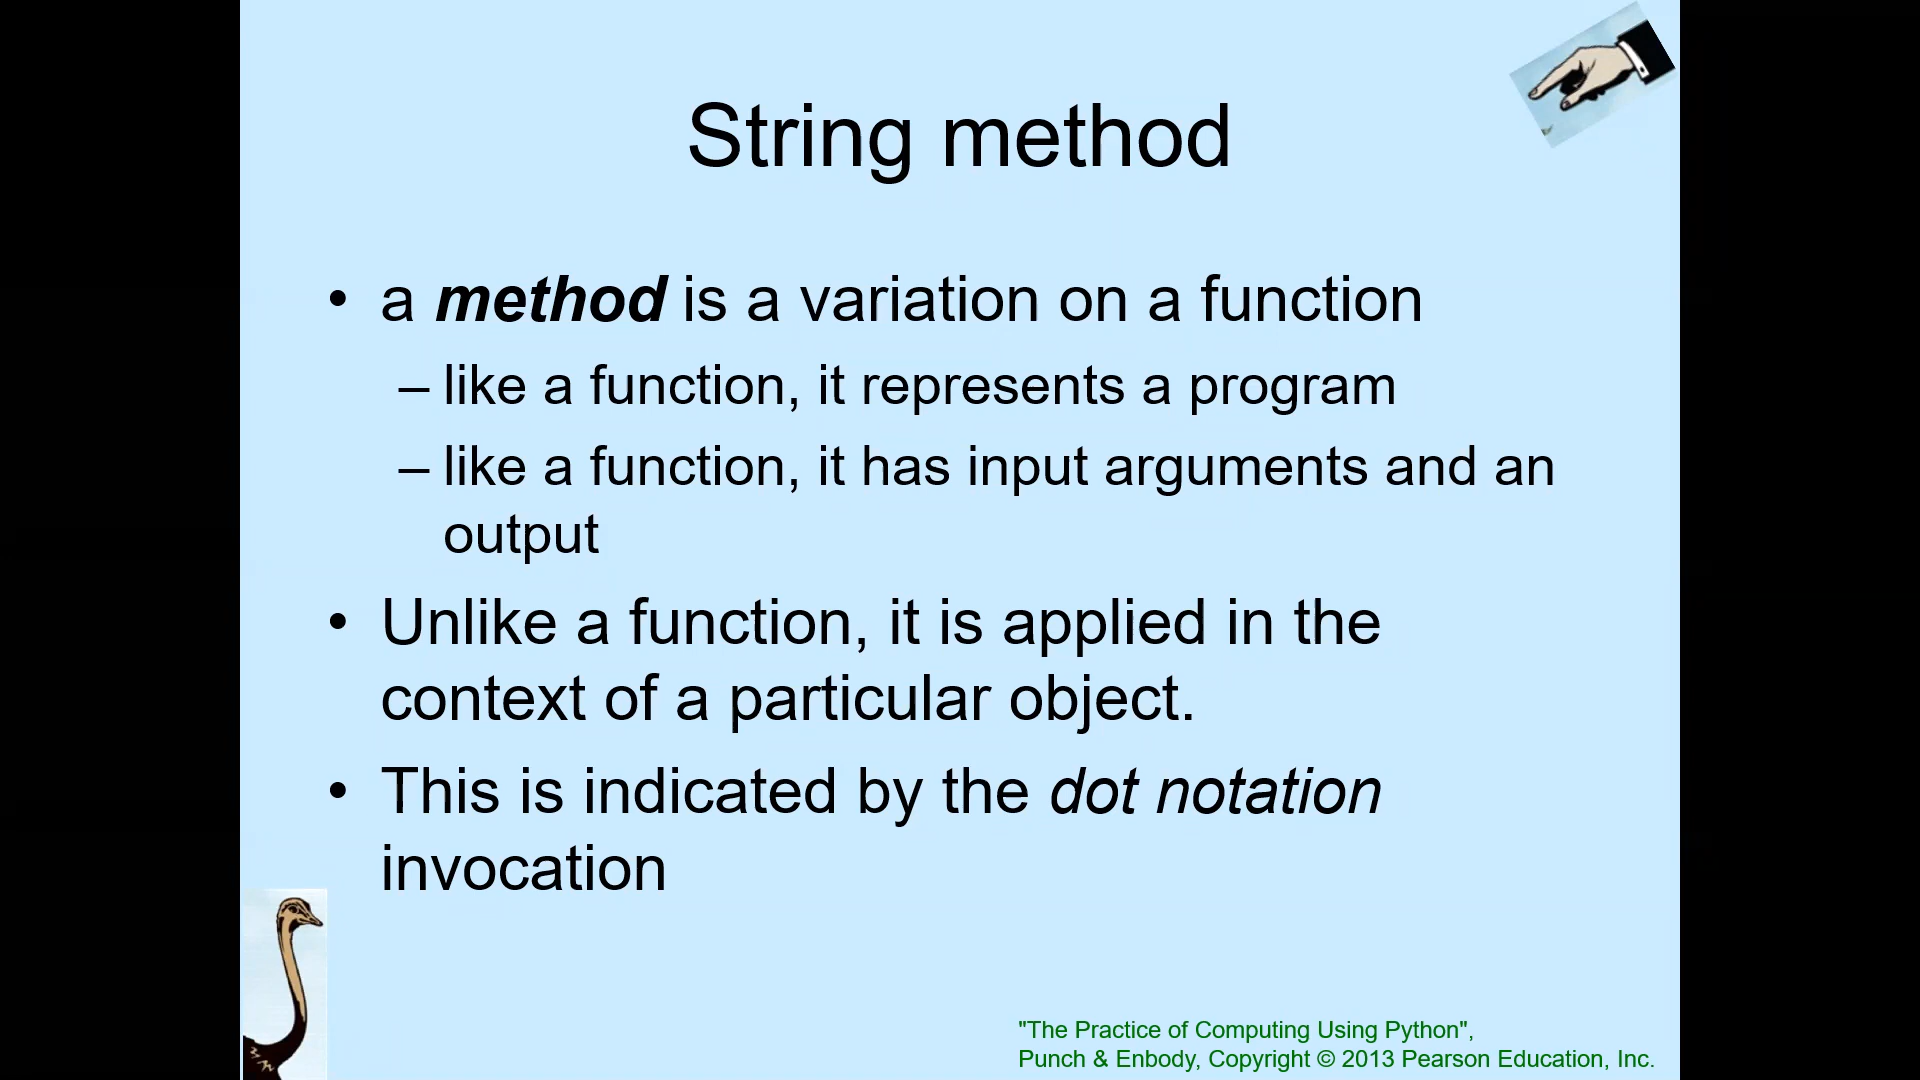 String method
• a method is a variation on a function
– like a function, it represents a program
– like a function, it has input arguments and an
output
• Unlike a function, it is applied in the
context of a particular object.
• This is indicated by the dot notation
invocation
"The Practice of Computing Using Python",
Punch & Enbody, Copyright © 2013 Pearson Education, Inc.